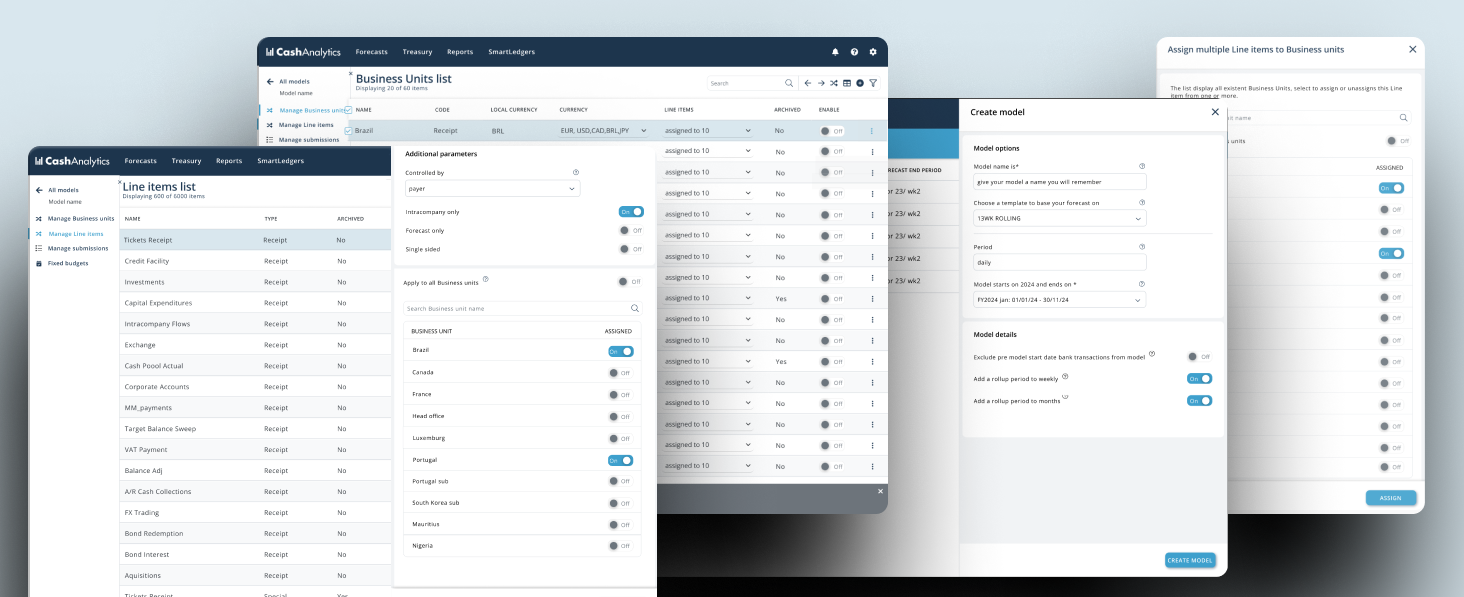 CashAnalytics Forecasts Treasury Reports SmartLedgers
All models
Model name
Manage Business units
Manage Line items
Manage submissions
Business Units list
Displaying 20 of 60 items
Search
NAME CODE LOCAL CURRENCY CURRENCY LINE ITEMS ARCHIVED ENABLE
Brazil Receipt BRL EUR, USD,CAD,BRL,JPY assigned to 10 No Off
assigned to 10 No Off
assigned to 10 No Off
assigned to 10 No Off
assigned to 10 No Off
assigned to 10 No Off
assigned to 10 No Off
assigned to 10 No Off
assigned to 10 Yes Off
assigned to 10 No Off
assigned to 10 No Off
assigned to 10 Yes Off
assigned to 10 No Off
assigned to 10 No Off
assigned to 10 No Off
assigned to 10 No Off
assigned to 10 No Off
CashAnalytics Forecasts Treasury Reports SmartLedgers
All models
Model name
Manage Business units
Manage Line items
Manage submissions
Fixed budgets
Line items list
Displaying 600 of 6000 items
NAME TYPE ARCHIVED
Tickets Receipt Receipt No
Credit Facility Receipt No
Investments Receipt No
Capital Expenditures Receipt No
Intracompany Flows Receipt No
Exchange Receipt No
Cash Poool Actual Receipt No
Corporate Accounts Receipt No
MM_payments Receipt No
Target Balance Sweep Receipt No
VAT Payment Receipt No
Balance Adj Receipt No
A/R Cash Collections Receipt No
FX Trading Receipt No
Bond Redemption Receipt No
Bond Interest Receipt No
Aquisitions Receipt No
Tickets Receipt Special Yes
Additional parameters
Controlled by
payer
Intracompany only On
Forecast only Off
Single sided Off
Apply to all Business units Off
Search Business unit name
BUSINESS UNIT ASSIGNED
Brazil On
Canada Off
France Off
Head office Off
Luxemburg Off
Portugal On
Portugal sub Off
South Korea sub Off
Mauritius Off
Nigeria Off
RECAST END PERIOD
or 23/ wk2
or 23/ wk2
or 23/ wk2
or 23/ wk2
or 23/ wk2
Create model
Model options
Model name is*
give your model a name you will remember
Choose a template to base your forecast on
13WK ROLLING
Period
daily
Model starts on 2024 and ends on *
FY2024 jan: 01/01/24 - 30/11/24
Model details
Exclude pre model start date bank transactions from model Off
Add a rollup period to weekly On
Add a rollup period to months On
CREATE MODEL
Assign multiple Line items to Business units
The list display all existent Business Units, select to assign or unassigns this Line
item from one or more.
unit name
s units Off
ASSIGNED
On
Off
Off
On
Off
Off
Off
Off
Off
Off
Off
Off
Off
Off
ASSIGN